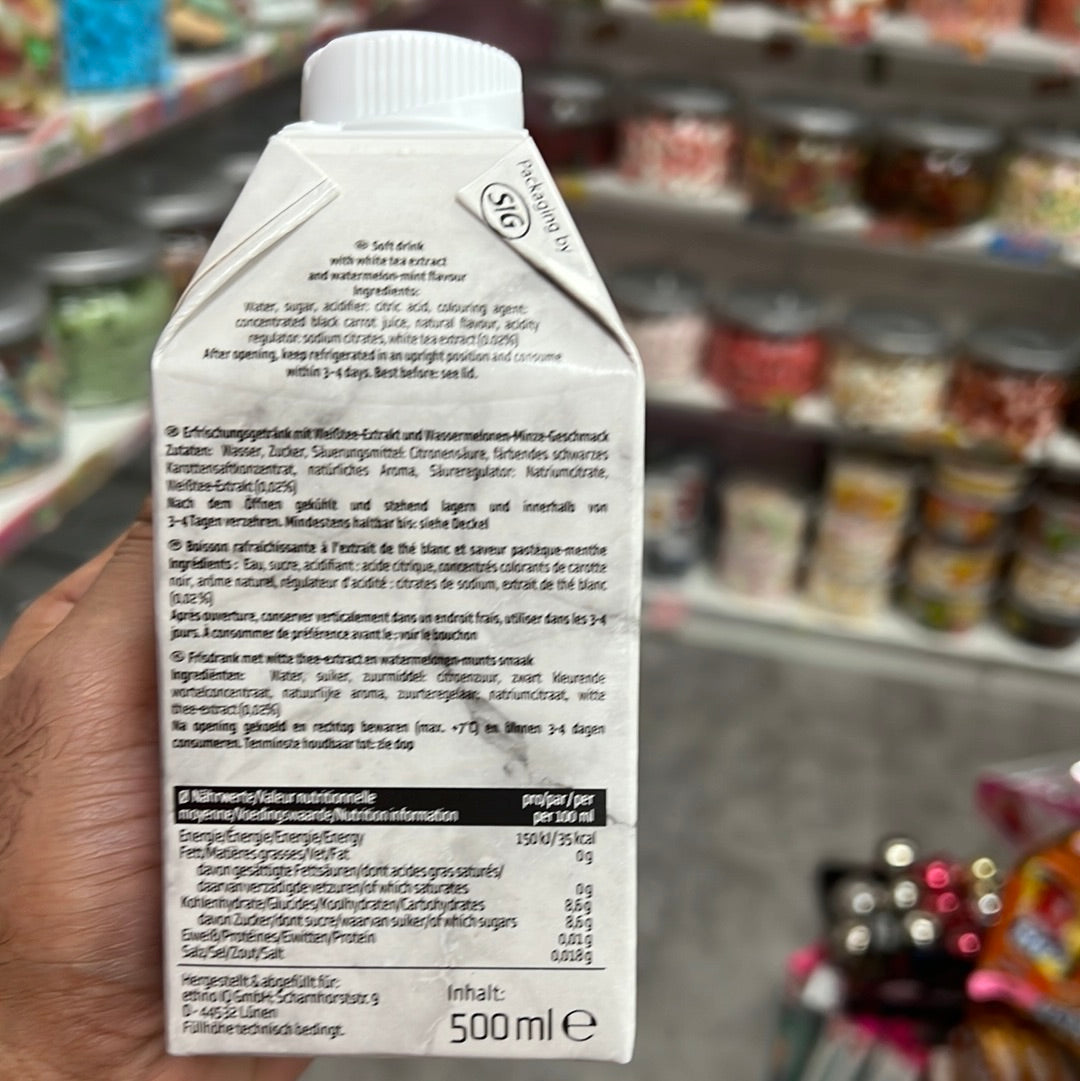 Packaging by
SIG
Soft drink
with white tea extract
and watermelon-mint flavour
Ingredients:
Water, sugar, acidifier: citric acid, colouring agent:
concentrated black carrot juice, natural flavour, acidity
regulator: sodium citrates, white tea extract (0.02%)
After opening, keep refrigerated in an upright position and consume
within 3-4 days. Best before: see lid.
Erfrischungsgetränk mit Weißtee-Extrakt und Wassermelonen-Minze-Geschmack
Zutaten: Wasser, Zucker, Säuerungsmittel: Citronensäure, färbendes schwarzes
Karottensaftkonzentrat, natürliches Aroma, Säureregulator: Natriumcitrate,
Weißtee-Extrakt (0,02%)
Nach dem Öffnen gekühlt und stehend lagern und innerhalb von
3-4 Tagen verzehren. Mindestens haltbar bis: siehe Deckel
Boisson rafraîchissante à l'extrait de thé blanc et saveur pastèque-menthe
Ingrédients : Eau, sucre, acidifiant : acide citrique, concentrés colorants de carotte
noir, arôme naturel, régulateur d'acidité : citrates de sodium, extrait de thé blanc
(0,02%)
Après ouverture, conserver verticalement dans un endroit frais, utiliser dans les 3-4
jours. À consommer de préférence avant le : voir le bouchon
Frisdrank met witte thee-extract en watermelonen-munts smaak
Ingrediënten: Water, suiker, zuurmiddel: citroenzuur, zwart kleurende
wortelconcentraat, natuurlijke aroma, zuurteregelaar, natriumcitraat, witte
thee-extract (0,02%)
Na opening gekoeld en rechtop bewaren (max. +7°C) en binnen 3-4 dagen
consumeren. Tenminste houdbaar tot: zie dop
Ø Nährwerte/Valeur nutritionnelle pro/par/per
moyenne/Voedingswaarde/Nutrition information per 100 ml
Energie/Énergie/Energie/Energy 150 kJ/35 kcal
Fett/Matières grasses/Vet/Fat 0 g
davon gesättigte Fettsäuren/dont acides gras saturés/
daarvan verzadigde vetzuren/of which saturates 0 g
Kohlenhydrate/Glucides/Koolhydraten/Carbohydrates 8,6 g
davon Zucker/dont sucre/waarvan suiker/of which sugars 8,6 g
Eiweiß/Protéines/Eiwitten/Protein 0,01 g
Salz/Sel/Zout/Salt 0,018 g
Hergestellt & abgefüllt für:
ethno IQ GmbH, Scharnhorststr. 9
D-44532 Lünen
Füllhöhe technisch bedingt.
Inhalt:
500 ml ℮